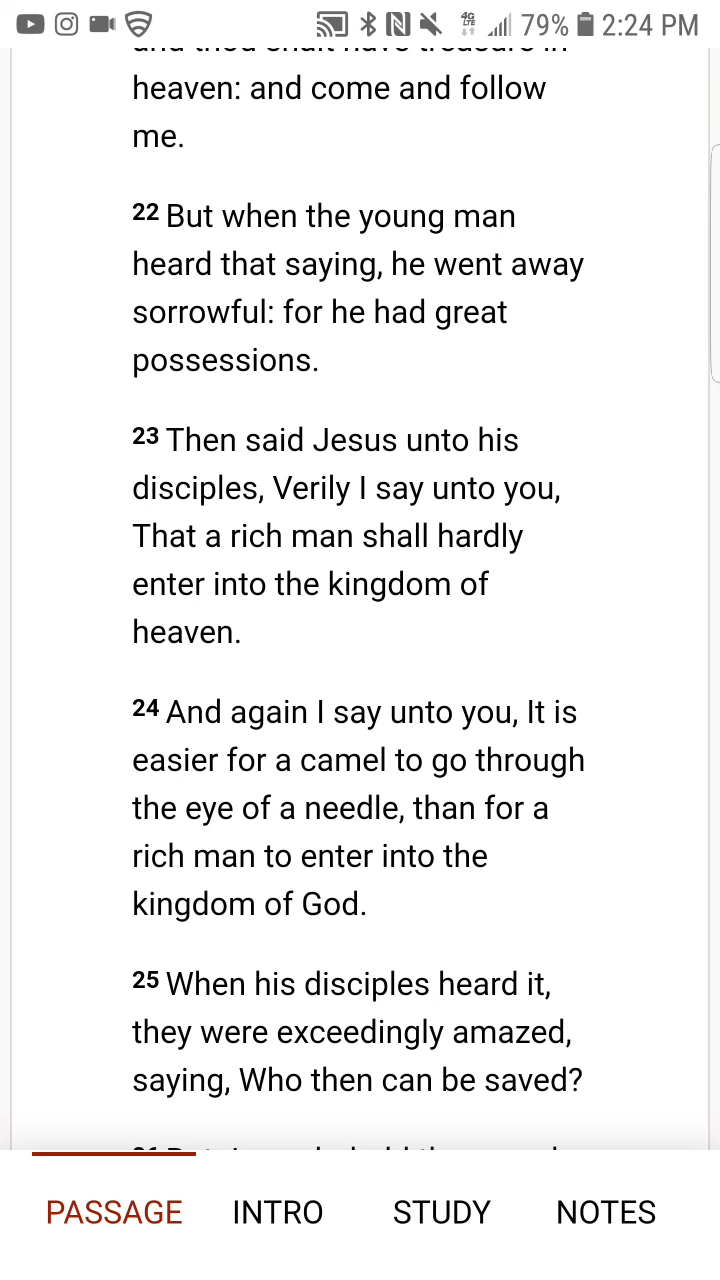 79% 2:24 PM
heaven: and come and follow
me.
22 But when the young man
heard that saying, he went away
sorrowful: for he had great
possessions.
23 Then said Jesus unto his
disciples, Verily I say unto you,
That a rich man shall hardly
enter into the kingdom of
heaven.
24 And again I say unto you, It is
easier for a camel to go through
the eye of a needle, than for a
rich man to enter into the
kingdom of God.
25 When his disciples heard it,
they were exceedingly amazed,
saying, Who then can be saved?
PASSAGE INTRO STUDY NOTES